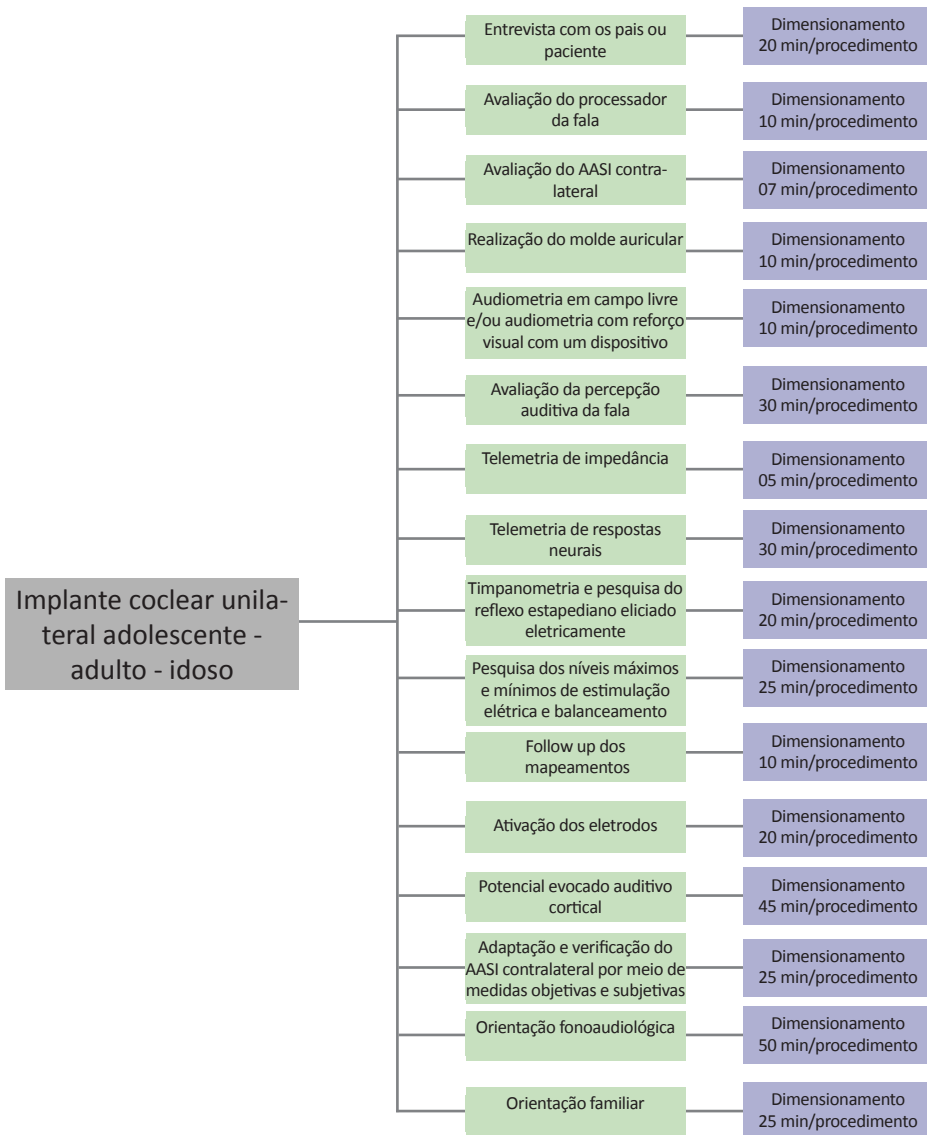 Entrevista com os pais ou
paciente
Dimensionamento
20 min/procedimento
Avaliação do processador
da fala
Dimensionamento
10 min/procedimento
Avaliação do AASI contra-
lateral
Dimensionamento
07 min/procedimento
Realização do molde auricular
Dimensionamento
10 min/procedimento
Audiometria em campo livre
e/ou audiometria com reforço
visual com um dispositivo
Dimensionamento
10 min/procedimento
Avaliação da percepção
auditiva da fala
Dimensionamento
30 min/procedimento
Telemetria de impedância
Dimensionamento
05 min/procedimento
Telemetria de respostas
neurais
Dimensionamento
30 min/procedimento
Implante coclear unila-
teral adolescente -
adulto - idoso
Timpanometria e pesquisa do
reflexo estapediano eliciado
eletricamente
Dimensionamento
20 min/procedimento
Pesquisa dos níveis máximos
e mínimos de estimulação
elétrica e balanceamento
Dimensionamento
25 min/procedimento
Follow up dos
mapeamentos
Dimensionamento
10 min/procedimento
Ativação dos eletrodos
Dimensionamento
20 min/procedimento
Potencial evocado auditivo
cortical
Dimensionamento
45 min/procedimento
Adaptação e verificação do
AASI contralateral por meio de
medidas objetivas e subjetivas
Dimensionamento
25 min/procedimento
Orientação fonoaudiológica
Dimensionamento
50 min/procedimento
Orientação familiar
Dimensionamento
25 min/procedimento